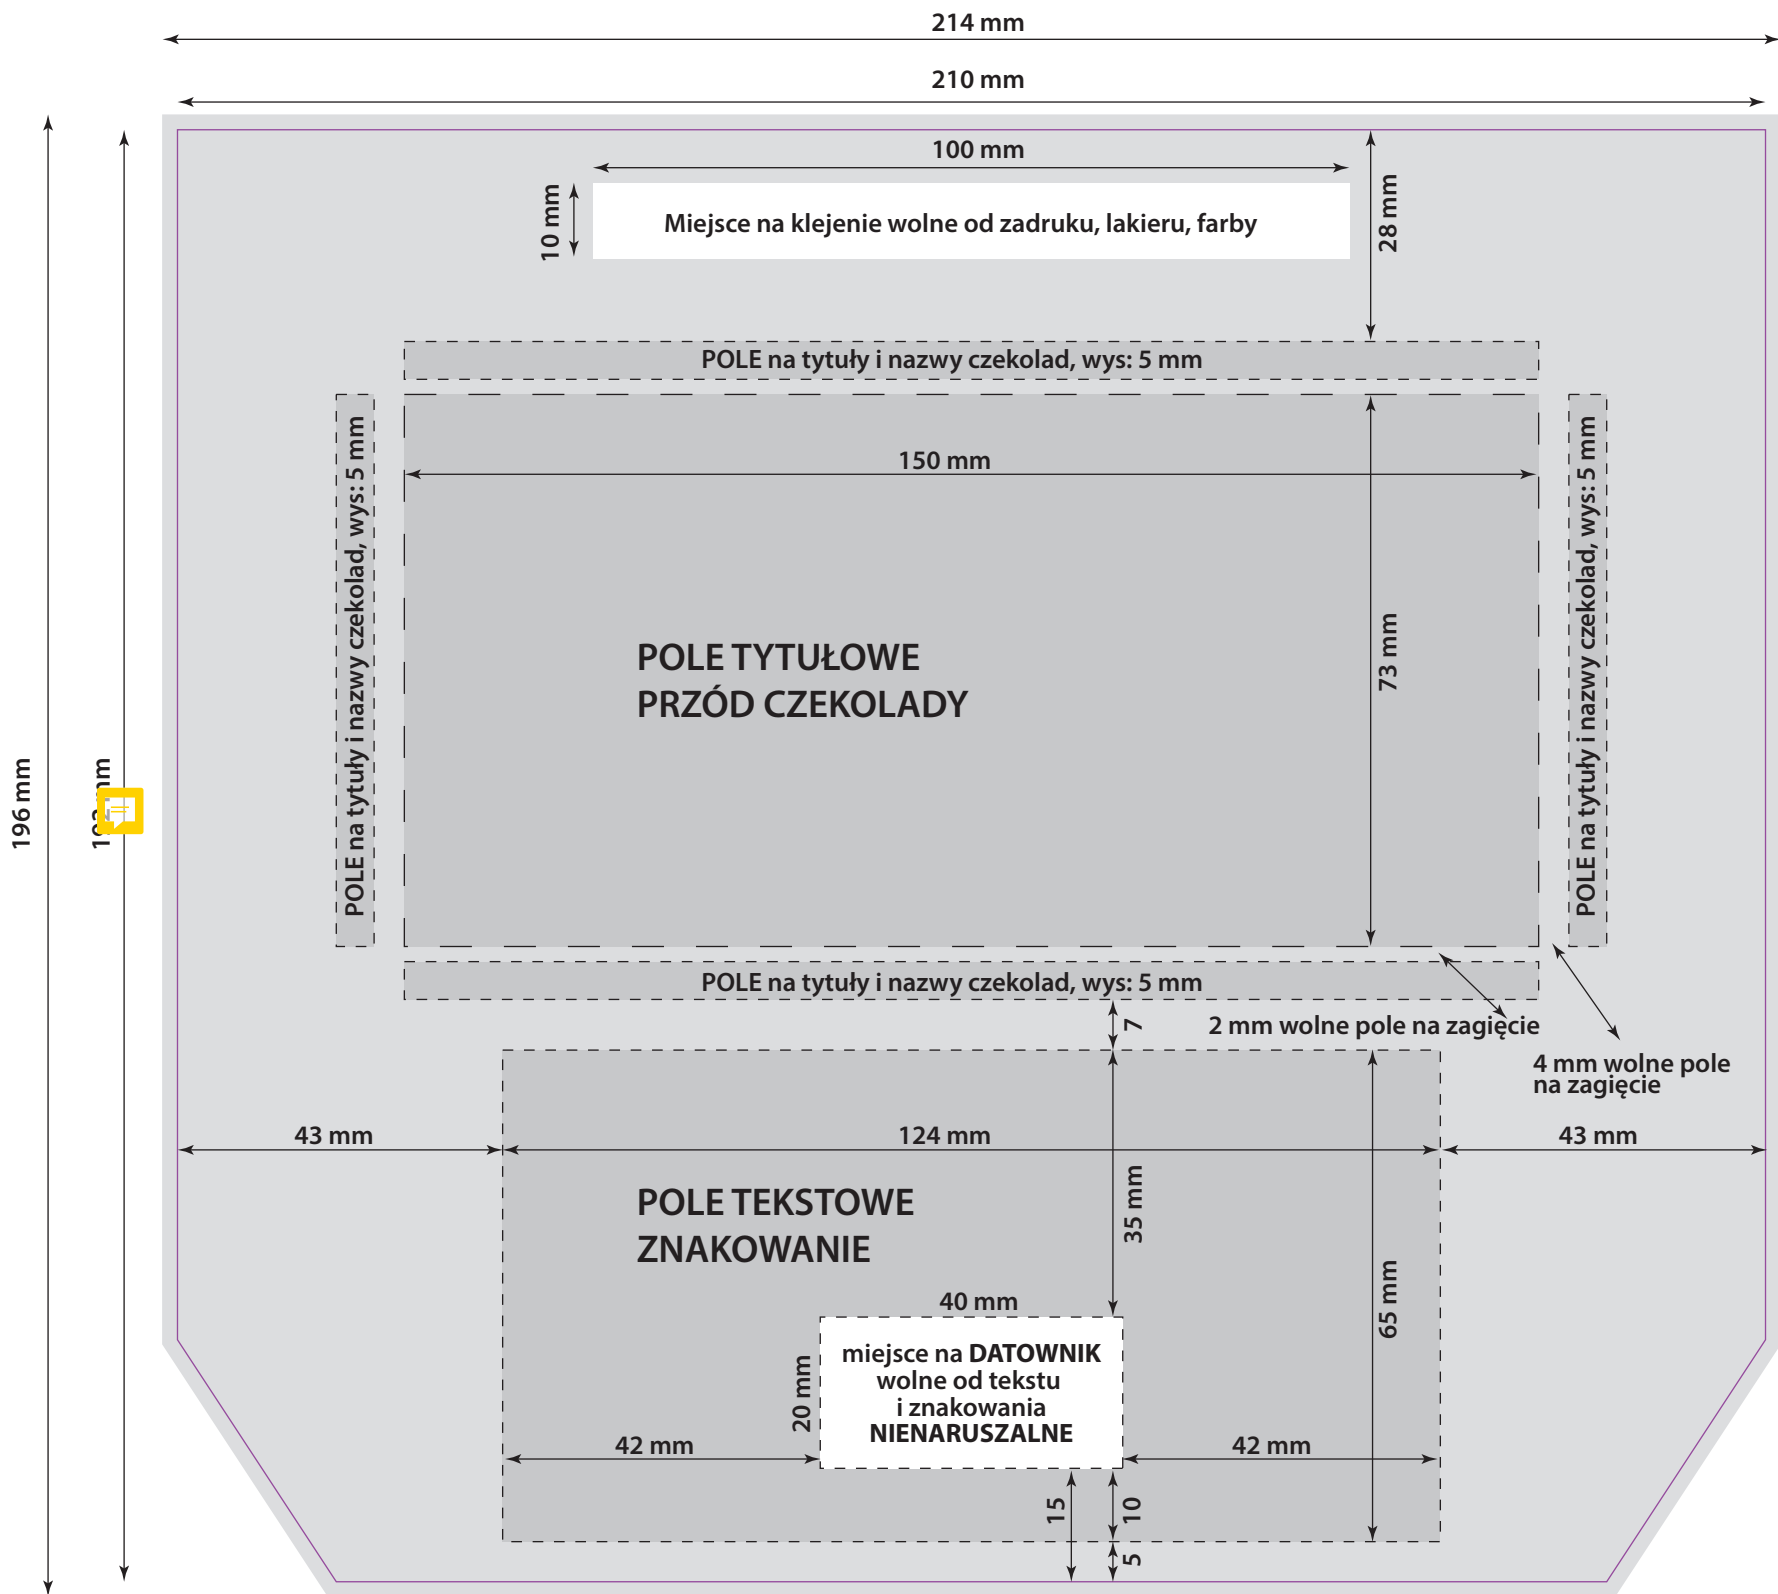 214 mm
210 mm
100 mm
10 mm
Miejsce na klejenie wolne od zadruku, lakieru, farby
28 mm
POLE na tytuły i nazwy czekolad, wys: 5 mm
POLE na tytuły i nazwy czekolad, wys: 5 mm
150 mm
POLE na tytuły i nazwy czekolad, wys: 5 mm
POLE TYTUŁOWE
PRZÓD CZEKOLADY
73 mm
196 mm
192 mm
POLE na tytuły i nazwy czekolad, wys: 5 mm
7
2 mm wolne pole na zagięcie
4 mm wolne pole
na zagięcie
43 mm
124 mm
43 mm
35 mm
POLE TEKSTOWE
ZNAKOWANIE
65 mm
40 mm
20 mm
miejsce na DATOWNIK
wolne od tekstu
i znakowania
NIENARUSZALNE
42 mm
42 mm
15
10
5